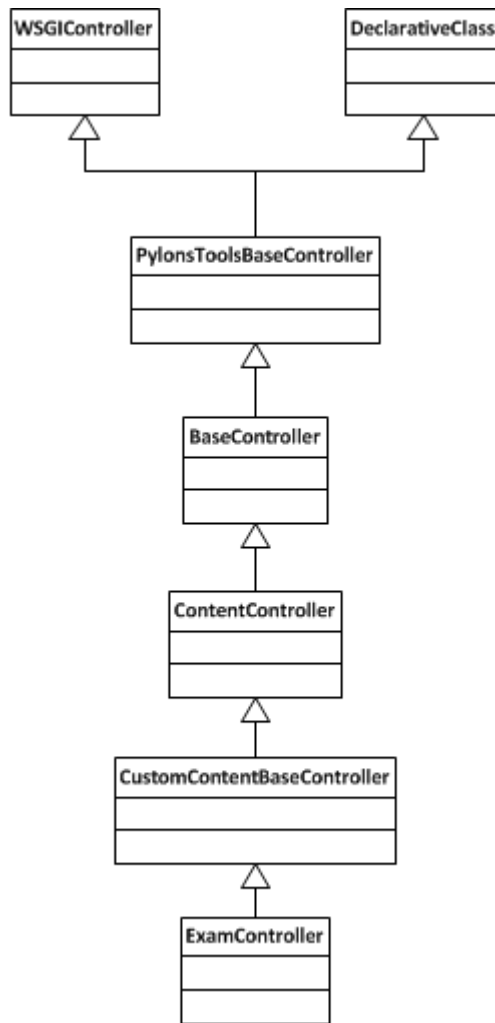 WSGIController
DeclarativeClass
PylonsToolsBaseController
BaseController
ContentController
CustomContentBaseController
ExamController